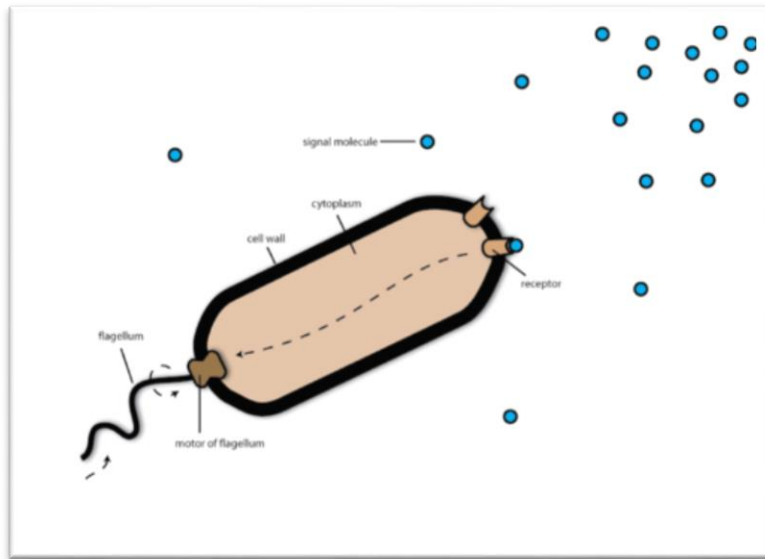 signal molecule
cytoplasm
cell wall
receptor
flagellum
motor of flagellum